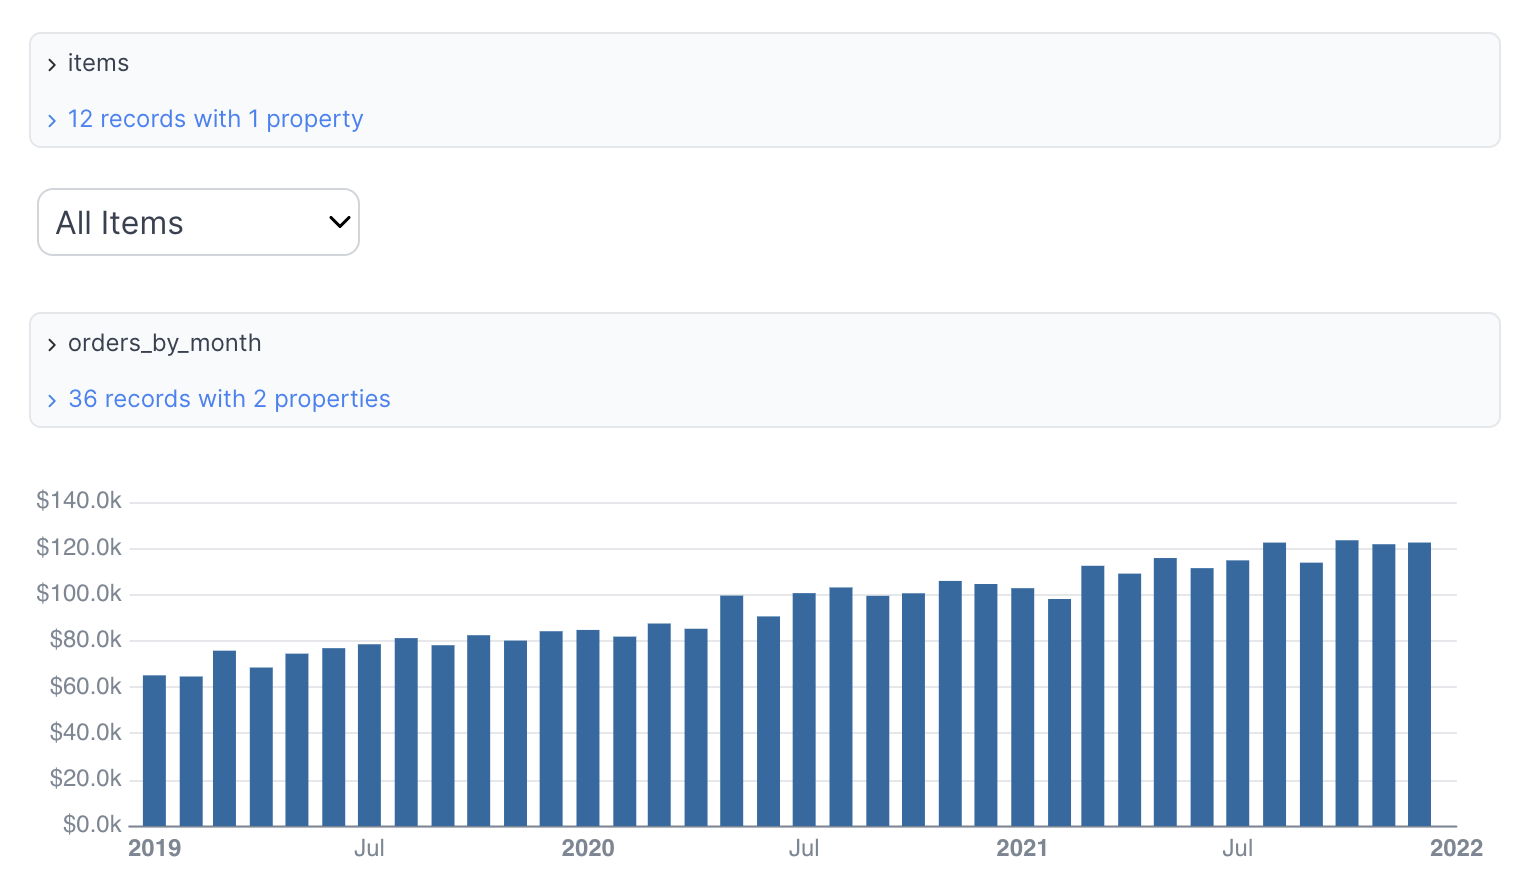 items
12 records with 1 property
All Items
orders_by_month
36 records with 2 properties
$140.0k
$120.0k
$100.0k
$80.0k
$60.0k
$40.0k
$20.0k
$0.0k
2019 Jul 2020 Jul 2021 Jul 2022